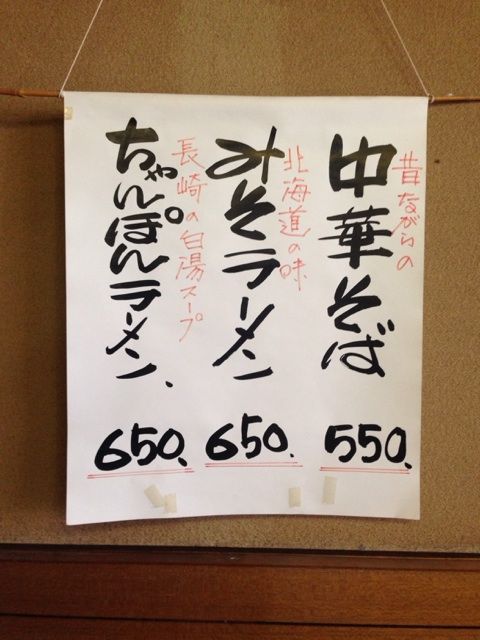 昔ながらの
中華そば
550、
北海道の味
みそラーメン
650、
長崎の白湯スープ
ちゃんぽんラーメン、
650、